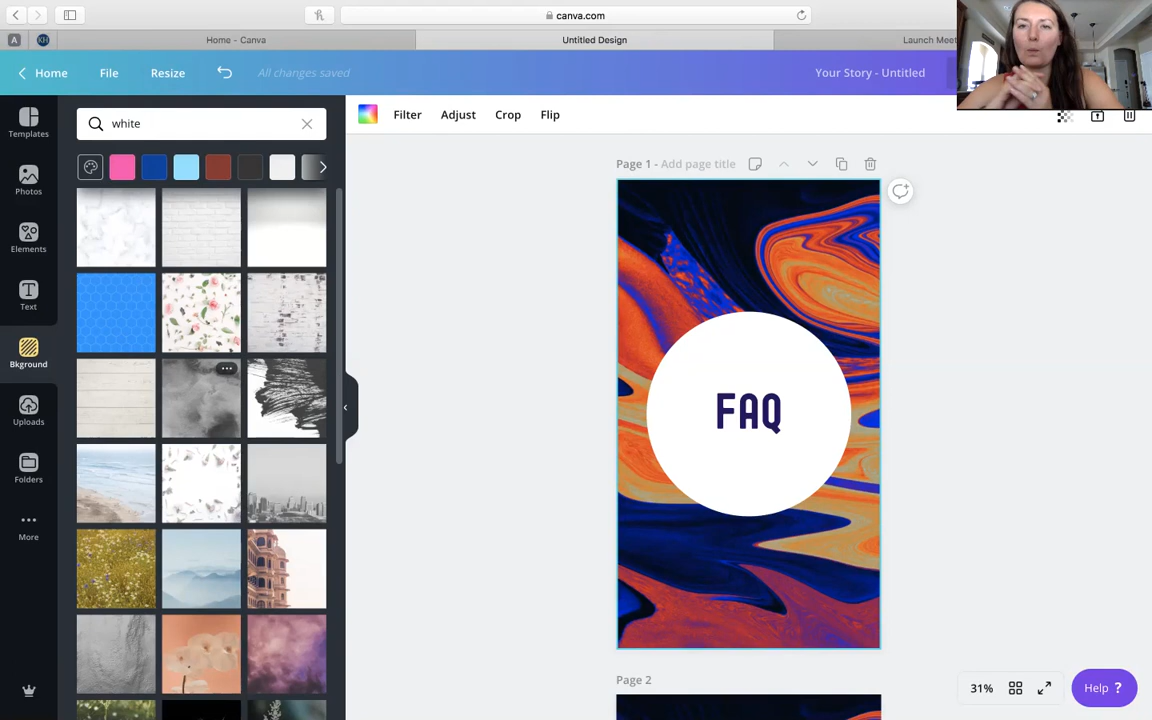 canva.com
A
KH
Home - Canva
Untitled Design
Launch Meet
Home
File
Resize
All changes saved
Your Story - Untitled
Templates
Photos
Elements
Text
Bkground
Uploads
Folders
More
white
Filter
Adjust
Crop
Flip
Page 1 - Add page title
FAQ
Page 2
31%
Help ?